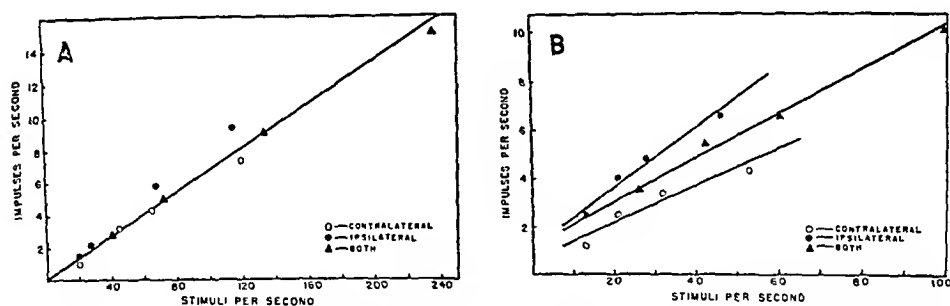 A
IMPULSES PER SECOND
14
12
10
8
6
4
2
40
80
120
160
200
240
STIMULI PER SECOND
O—CONTRALATERAL
●—IPSILATERAL
▲—BOTH
B
IMPULSES PER SECOND
10
8
6
4
2
20
40
60
80
100
STIMULI PER SECOND
O—CONTRALATERAL
●—IPSILATERAL
▲—BOTH